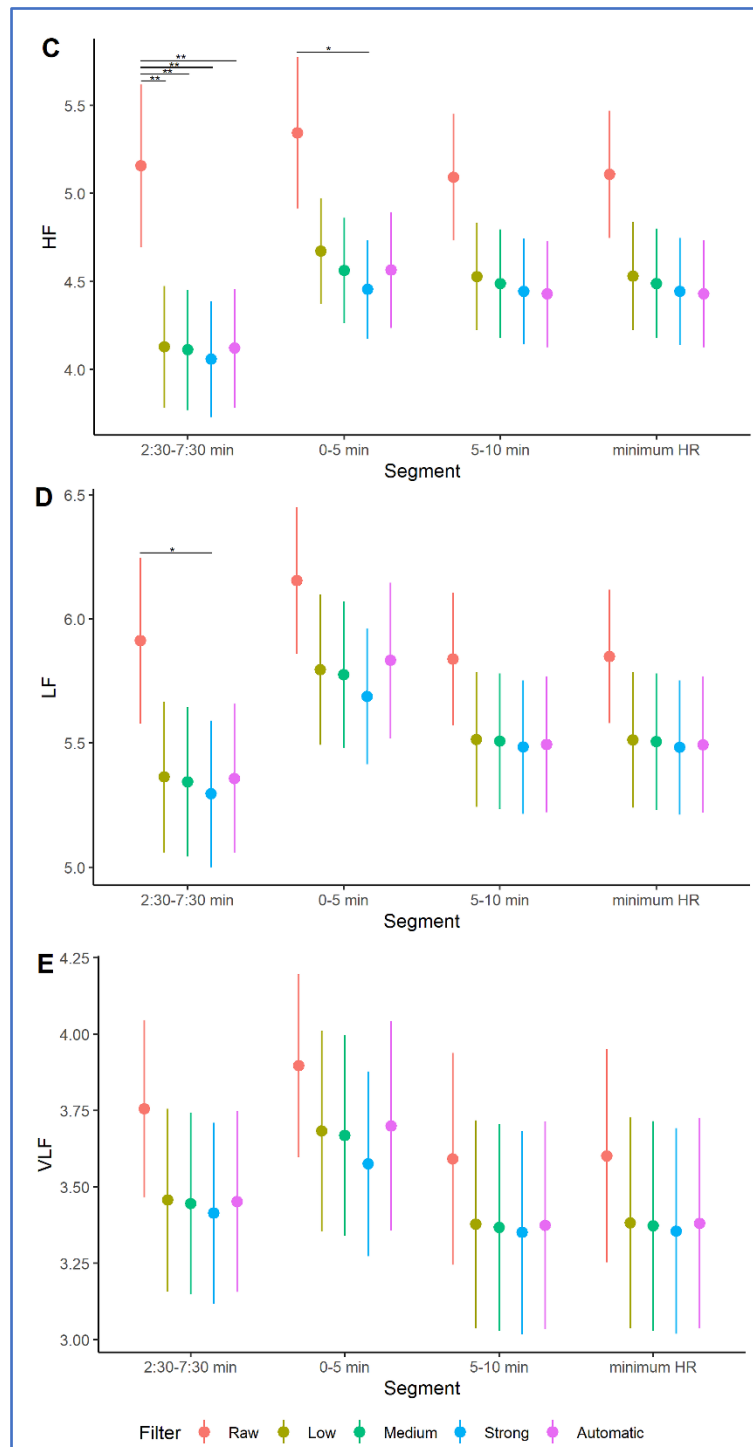 C
5.5
5.0
4.5
4.0
HF
**
**
**
**
*
2:30-7:30 min 0-5 min 5-10 min minimum HR
Segment
D
6.5
6.0
5.5
5.0
LF
*
2:30-7:30 min 0-5 min 5-10 min minimum HR
Segment
E
4.25
4.00
3.75
3.50
3.25
3.00
VLF
2:30-7:30 min 0-5 min 5-10 min minimum HR
Segment
Filter Raw Low Medium Strong Automatic